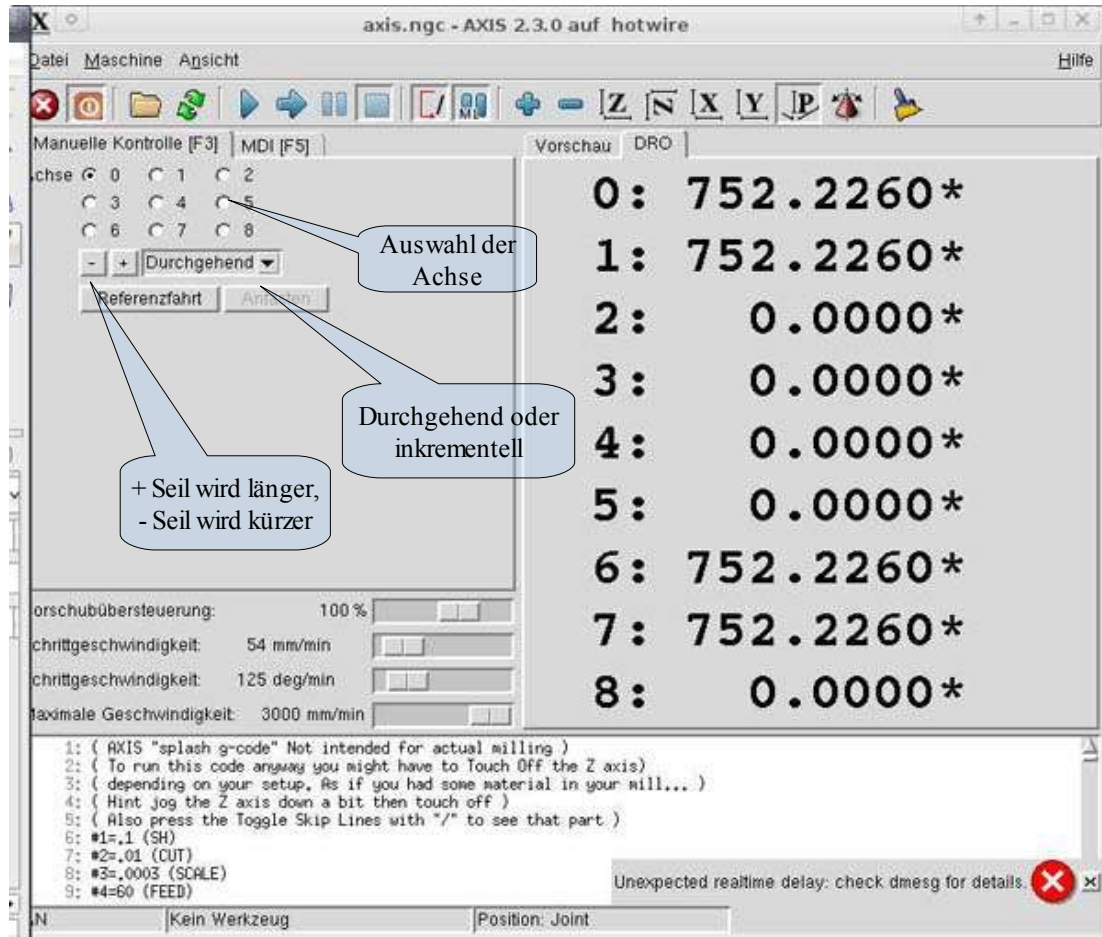 axis.ngc - AXIS 2.3.0 auf hotwire
Datei Maschine Ansicht Hilfe
Z N X Y P
Manuelle Kontrolle [F3] MDI [F5]
Vorschau DRO
chse 0 1 2
3 4 5
6 7 8
- + Durchgehend
Referenzfahrt Antasten
Auswahl der
Achse
Durchgehend oder
inkrementell
+ Seil wird länger,
- Seil wird kürzer
0: 752.2260*
1: 752.2260*
2: 0.0000*
3: 0.0000*
4: 0.0000*
5: 0.0000*
6: 752.2260*
7: 752.2260*
8: 0.0000*
orschubübersteuerung: 100 %
chrittgeschwindigkeit: 54 mm/min
chrittgeschwindigkeit: 125 deg/min
Maximale Geschwindigkeit: 3000 mm/min
1: ( AXIS "splash g-code" Not intended for actual milling )
2: ( To run this code anyway you might have to Touch Off the Z axis)
3: ( depending on your setup. As if you had some material in your mill... )
4: ( Hint jog the Z axis down a bit then touch off )
5: ( Also press the Toggle Skip Lines with "/" to see that part )
6: #1=.1 (SH)
7: #2=.01 (CUT)
8: #3=.0003 (SCALE)
9: #4=60 (FEED)
Unexpected realtime delay: check dmesg for details.
AN Kein Werkzeug Position: Joint